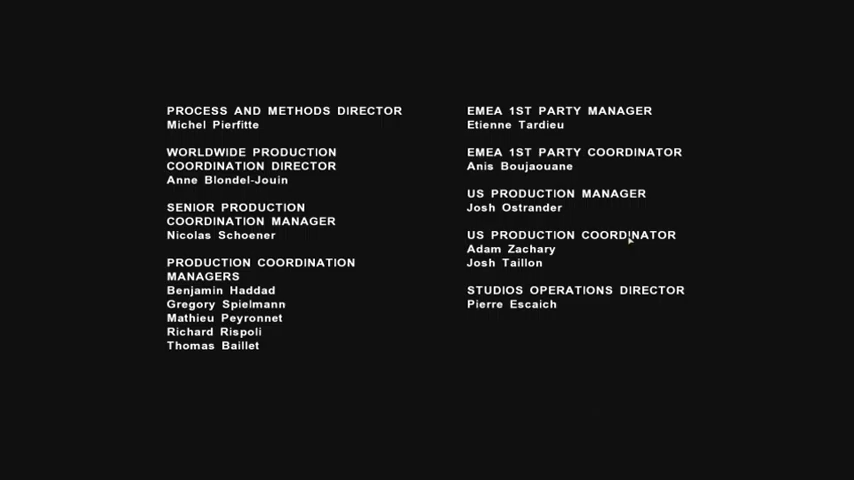 PROCESS AND METHODS DIRECTOR
Michel Pierfitte
WORLDWIDE PRODUCTION
COORDINATION DIRECTOR
Anne Blondel-Jouin
SENIOR PRODUCTION
COORDINATION MANAGER
Nicolas Schoener
PRODUCTION COORDINATION
MANAGERS
Benjamin Haddad
Gregory Spielmann
Mathieu Peyronnet
Richard Rispoli
Thomas Baillet
EMEA 1ST PARTY MANAGER
Etienne Tardieu
EMEA 1ST PARTY COORDINATOR
Anis Boujaouane
US PRODUCTION MANAGER
Josh Ostrander
US PRODUCTION COORDINATOR
Adam Zachary
Josh Taillon
STUDIOS OPERATIONS DIRECTOR
Pierre Escaich